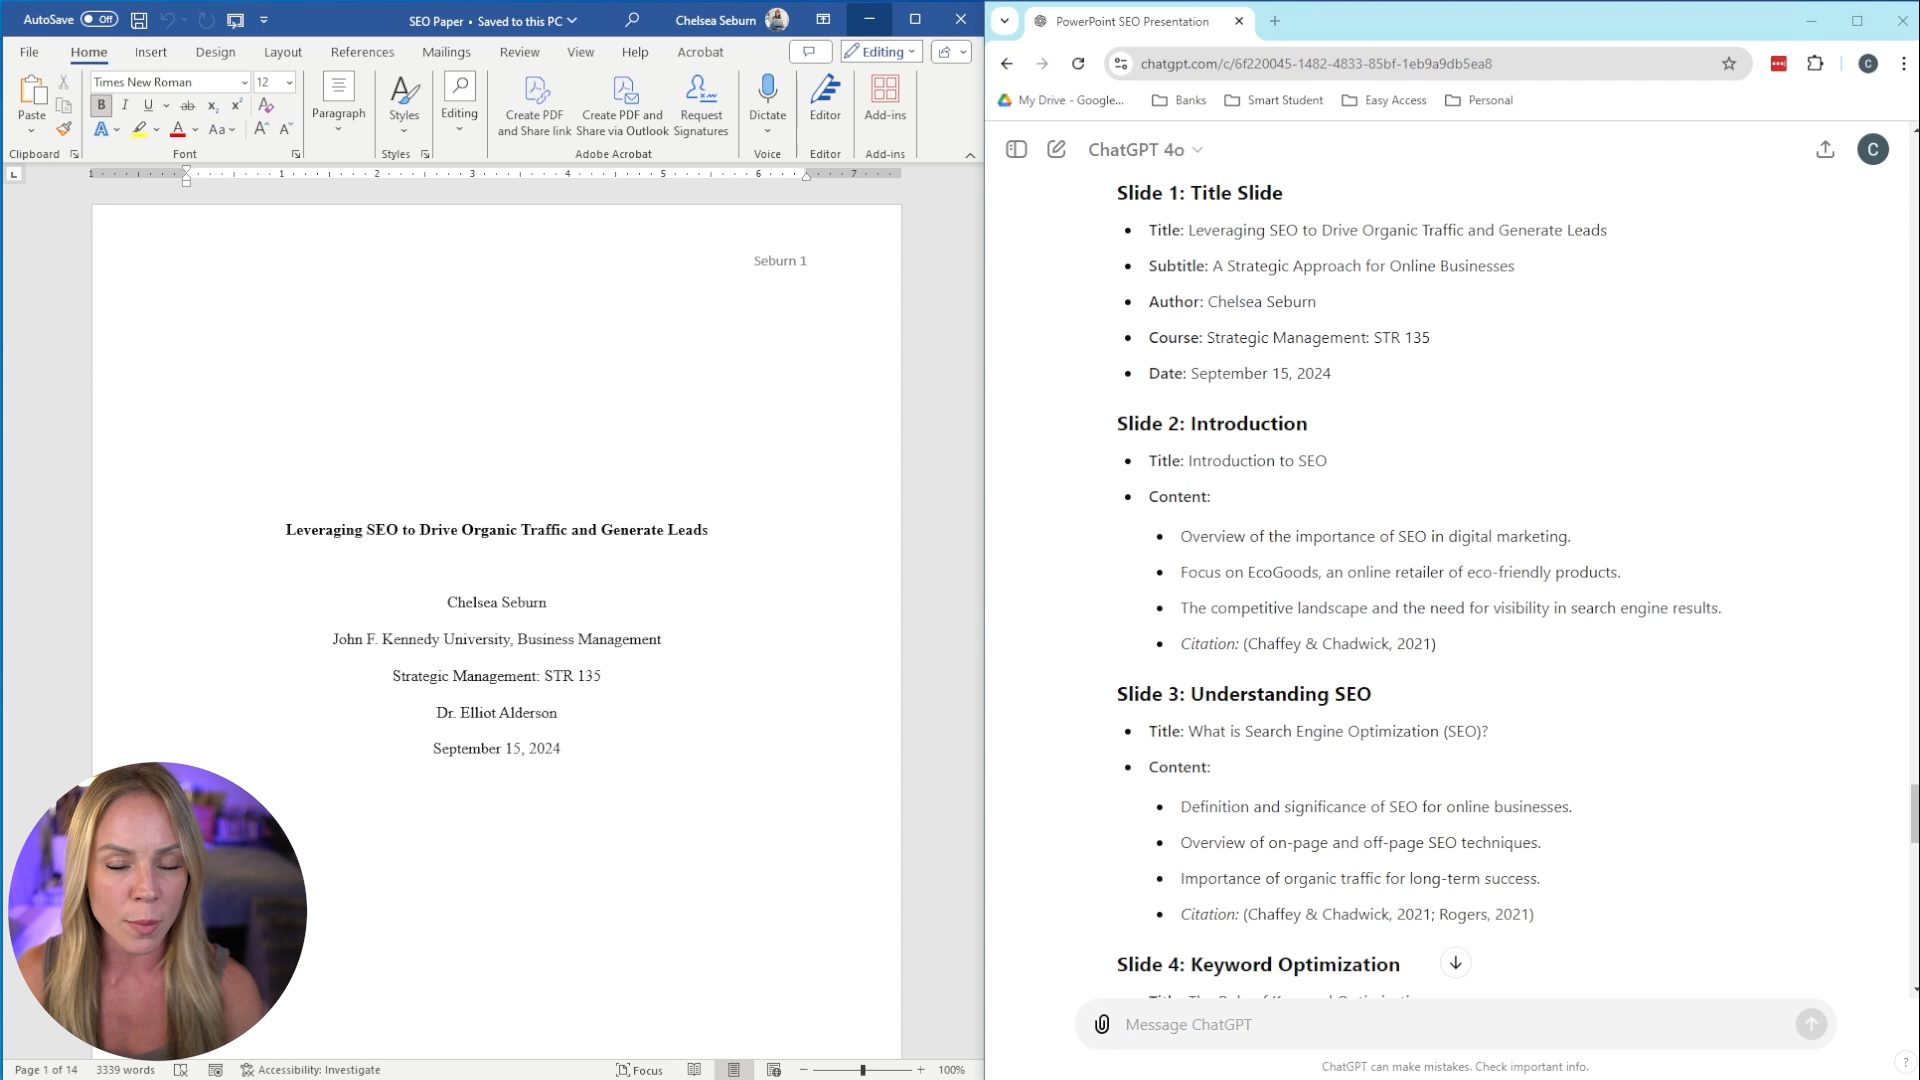 AutoSave Off SEO Paper • Saved to this PC Chelsea Seburn
File Home Insert Design Layout References Mailings Review View Help Acrobat Editing
Times New Roman 12
Paste
B I U ab x₂ x²
A A Aa A A
Paragraph
Styles
Editing
Create PDF and Share link
Create PDF and Share via Outlook
Request Signatures
Dictate
Editor
Add-ins
Clipboard Font Styles Adobe Acrobat Voice Editor Add-ins
L 1 1 2 3 4 5 6 7
Seburn 1
Leveraging SEO to Drive Organic Traffic and Generate Leads
Chelsea Seburn
John F. Kennedy University, Business Management
Strategic Management: STR 135
Dr. Elliot Alderson
September 15, 2024
Page 1 of 14 3339 words Accessibility: Investigate Focus 100%
PowerPoint SEO Presentation
chatgpt.com/c/6f220045-1482-4833-85bf-1eb9a9db5ea8
C
My Drive - Google... Banks Smart Student Easy Access Personal
ChatGPT 4o
C
Slide 1: Title Slide
• Title: Leveraging SEO to Drive Organic Traffic and Generate Leads
• Subtitle: A Strategic Approach for Online Businesses
• Author: Chelsea Seburn
• Course: Strategic Management: STR 135
• Date: September 15, 2024
Slide 2: Introduction
• Title: Introduction to SEO
• Content:
• Overview of the importance of SEO in digital marketing.
• Focus on EcoGoods, an online retailer of eco-friendly products.
• The competitive landscape and the need for visibility in search engine results.
• Citation: (Chaffey & Chadwick, 2021)
Slide 3: Understanding SEO
• Title: What is Search Engine Optimization (SEO)?
• Content:
• Definition and significance of SEO for online businesses.
• Overview of on-page and off-page SEO techniques.
• Importance of organic traffic for long-term success.
• Citation: (Chaffey & Chadwick, 2021; Rogers, 2021)
Slide 4: Keyword Optimization
Message ChatGPT
ChatGPT can make mistakes. Check important info.
?